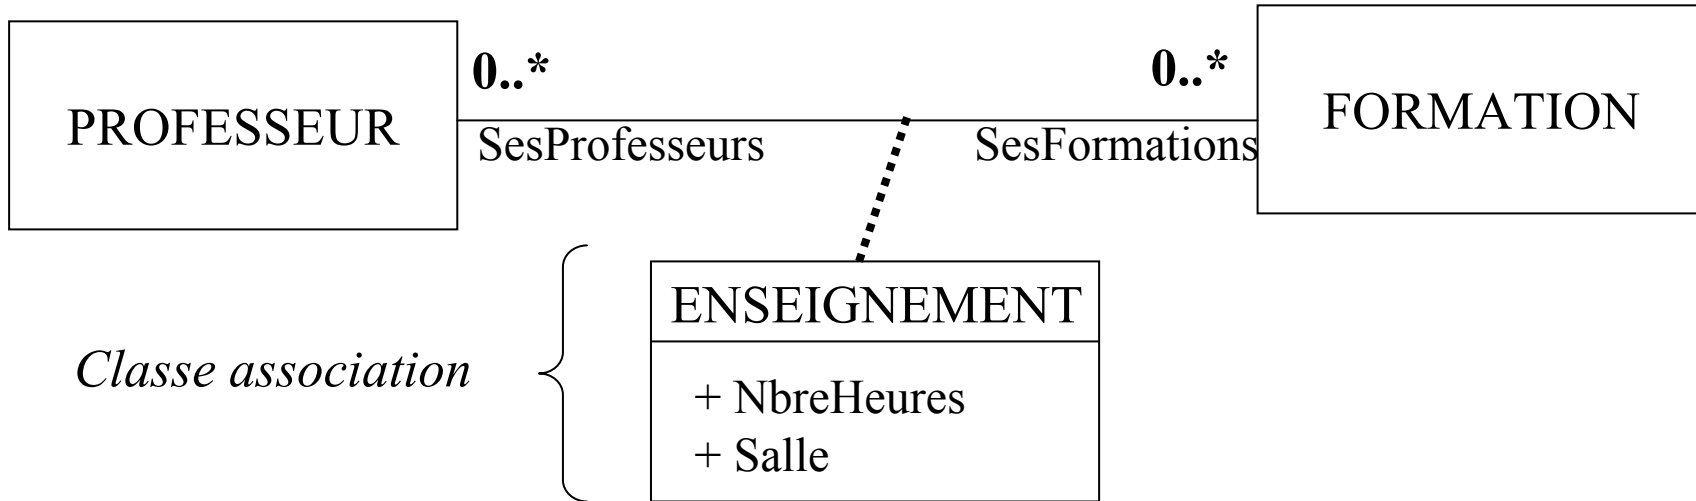 PROFESSEUR
0..*
0..*
FORMATION
SesProfesseurs
SesFormations
ENSEIGNEMENT
Classe association
+ NbreHeures
+ Salle